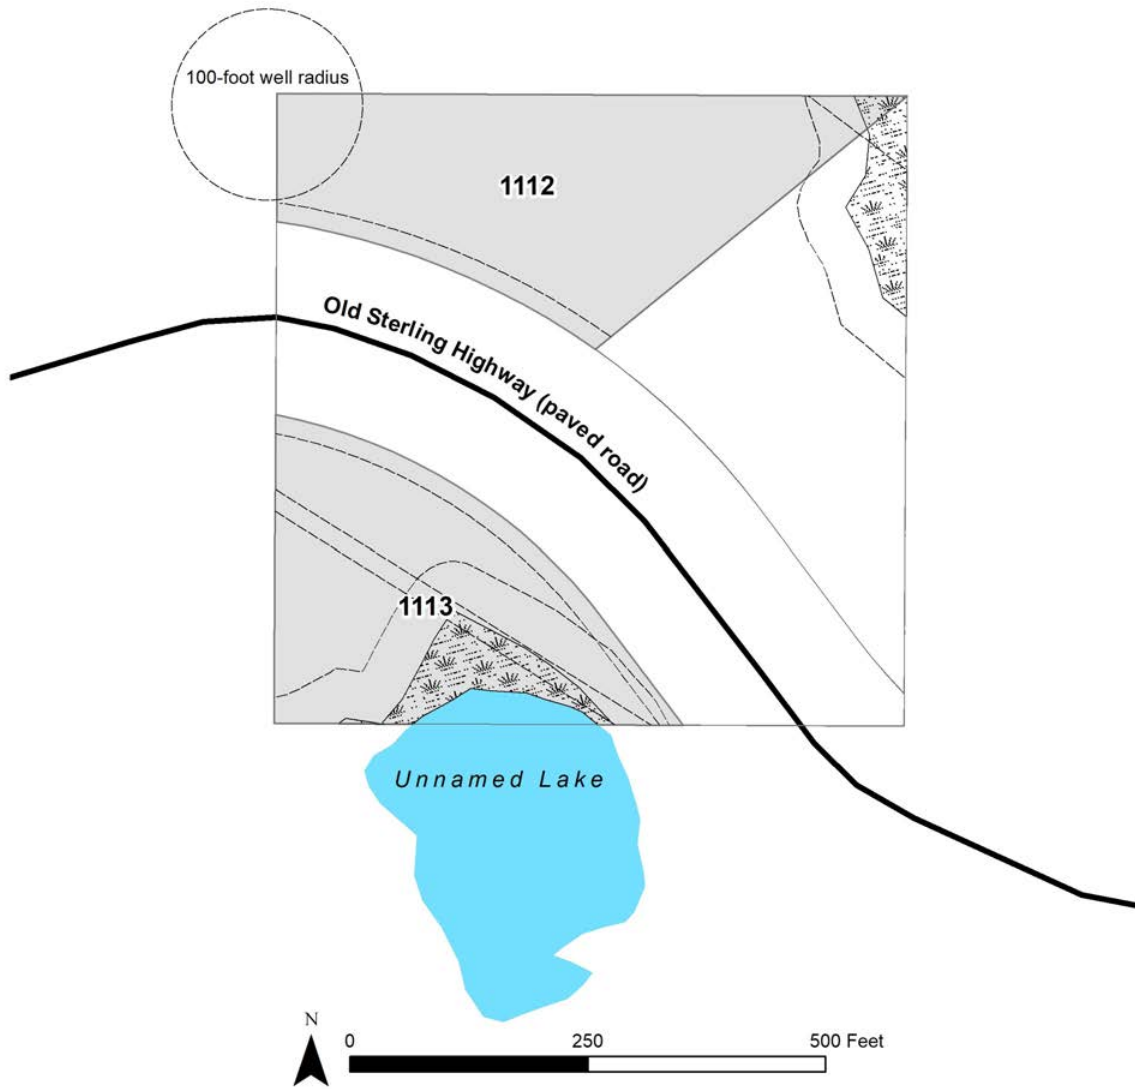 100-foot well radius
1112
Old Sterling Highway (paved road)
1113
Unnamed Lake
N
0 250 500 Feet